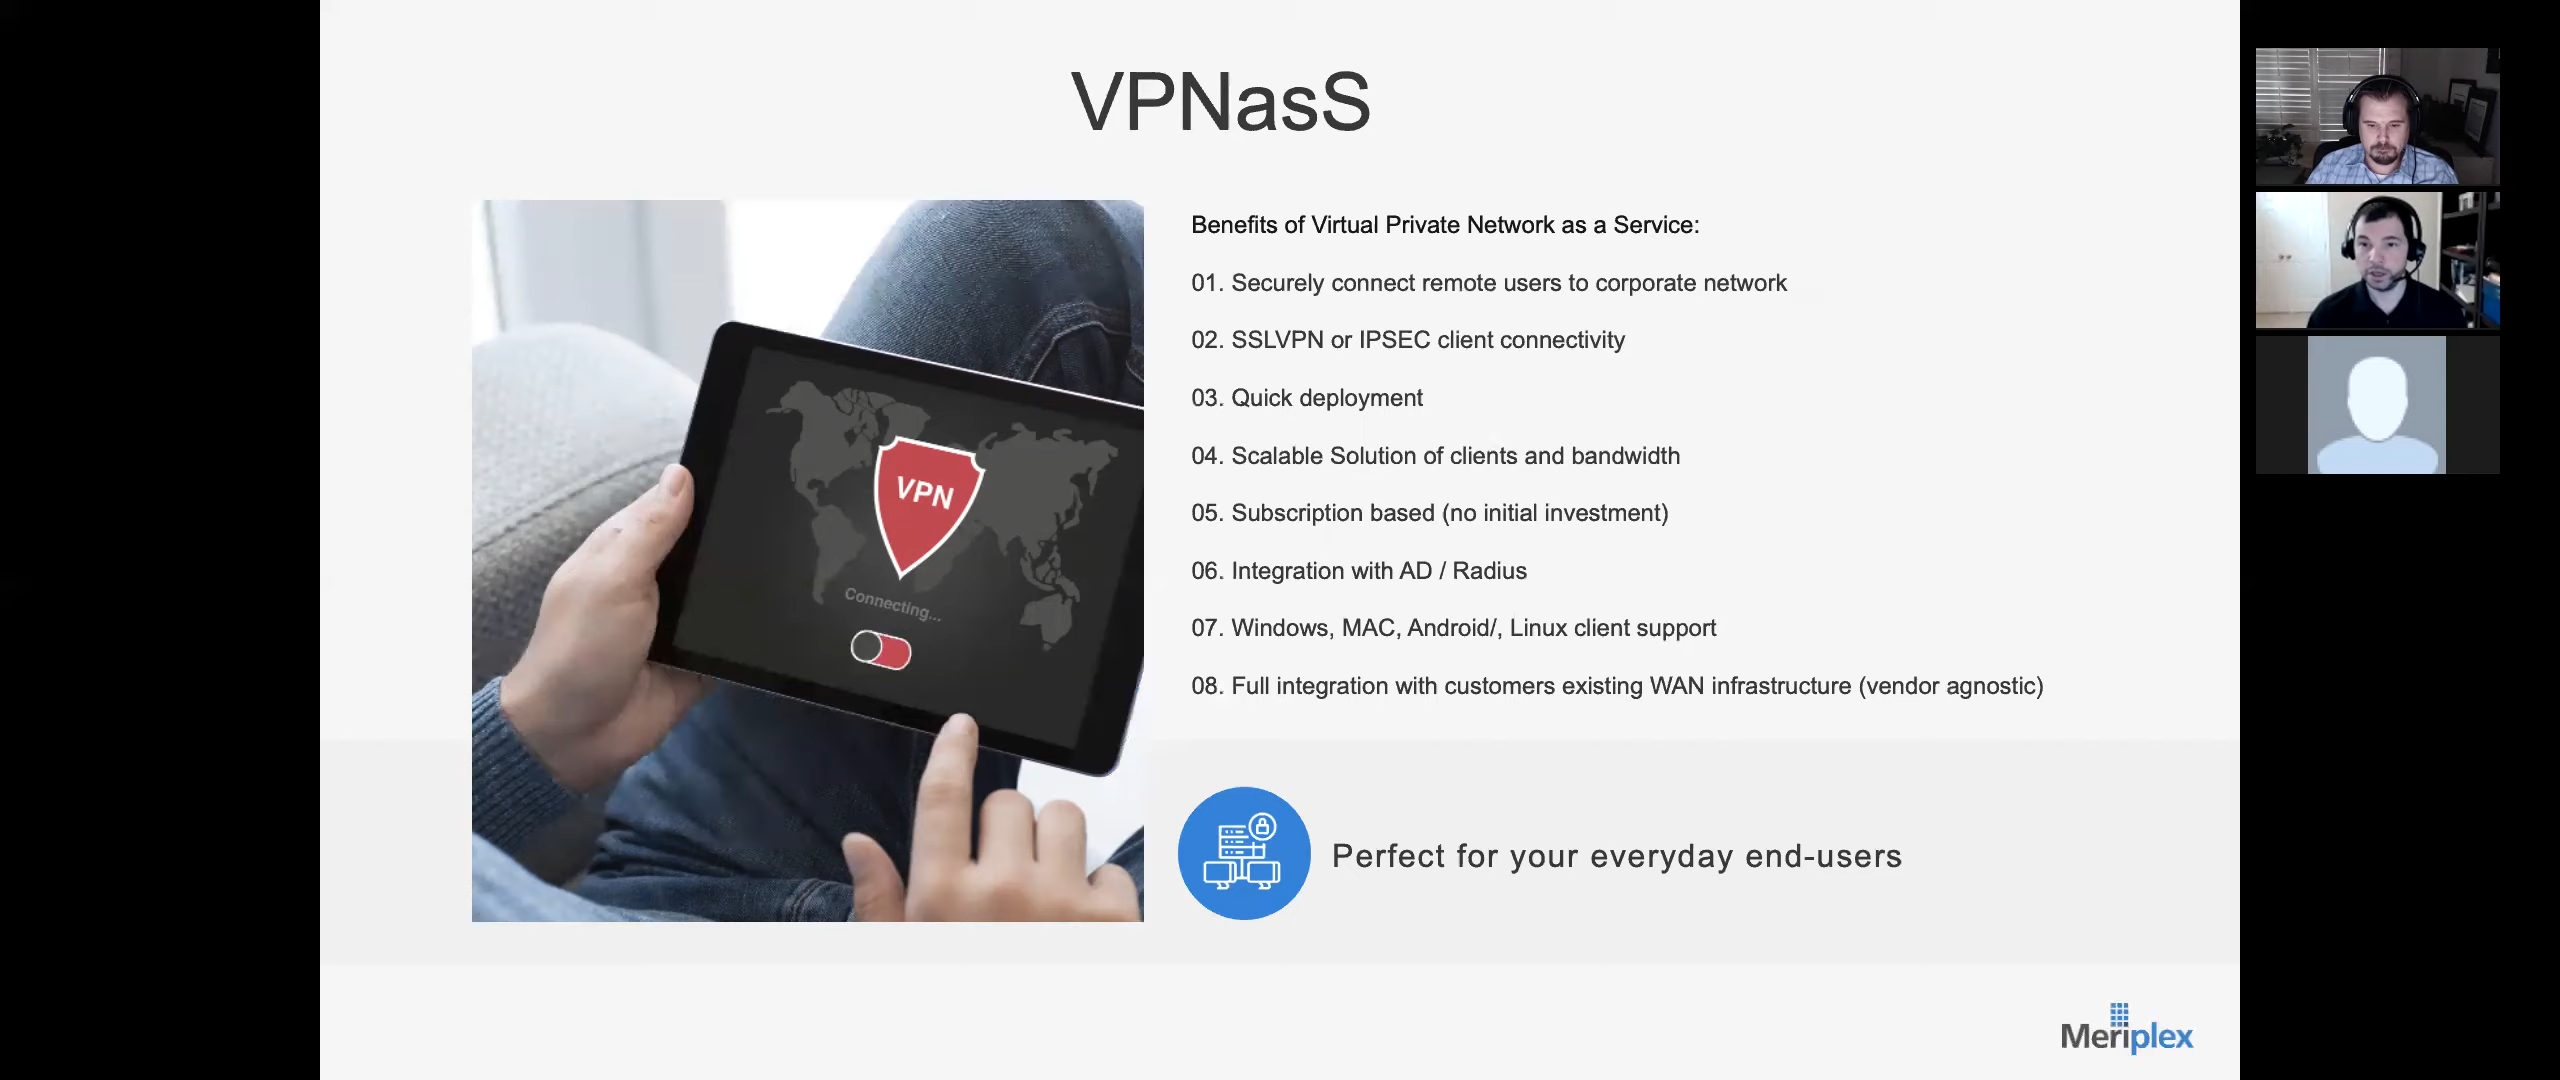 VPNasS
VPN
Connecting...
Benefits of Virtual Private Network as a Service:
01. Securely connect remote users to corporate network
02. SSLVPN or IPSEC client connectivity
03. Quick deployment
04. Scalable Solution of clients and bandwidth
05. Subscription based (no initial investment)
06. Integration with AD / Radius
07. Windows, MAC, Android/, Linux client support
08. Full integration with customers existing WAN infrastructure (vendor agnostic)
Perfect for your everyday end-users
Meriplex